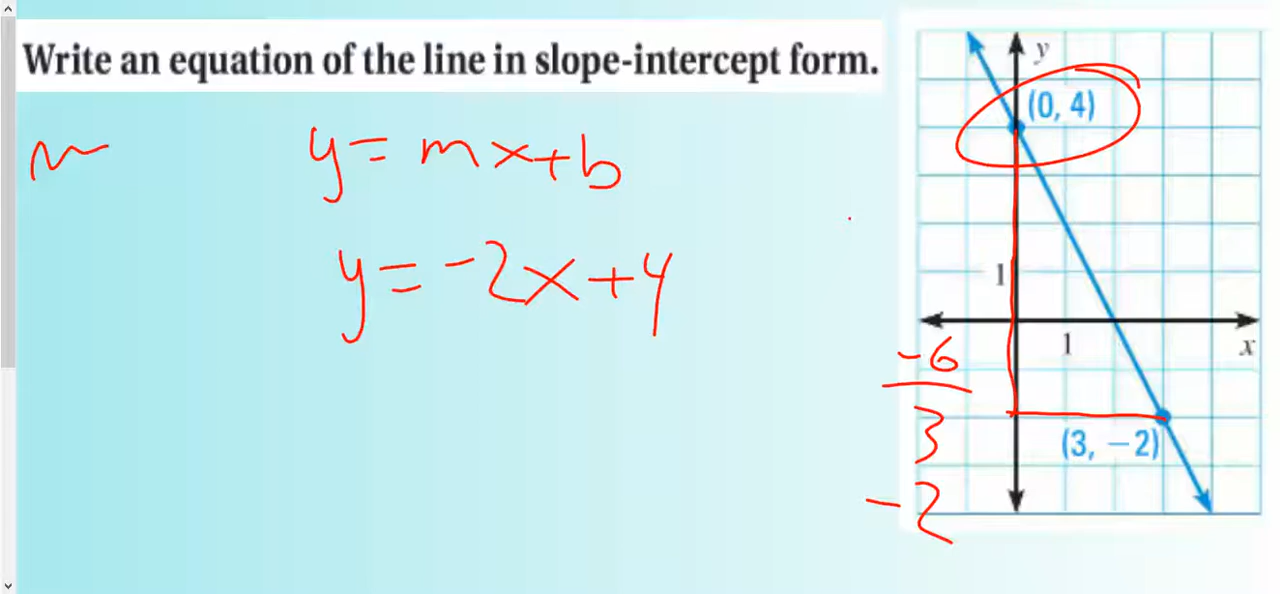 Write an equation of the line in slope-intercept form.
m
y = mx+b
y = -2x+4
y
(0, 4)
1
1
x
(3, −2)
-6
3
-2